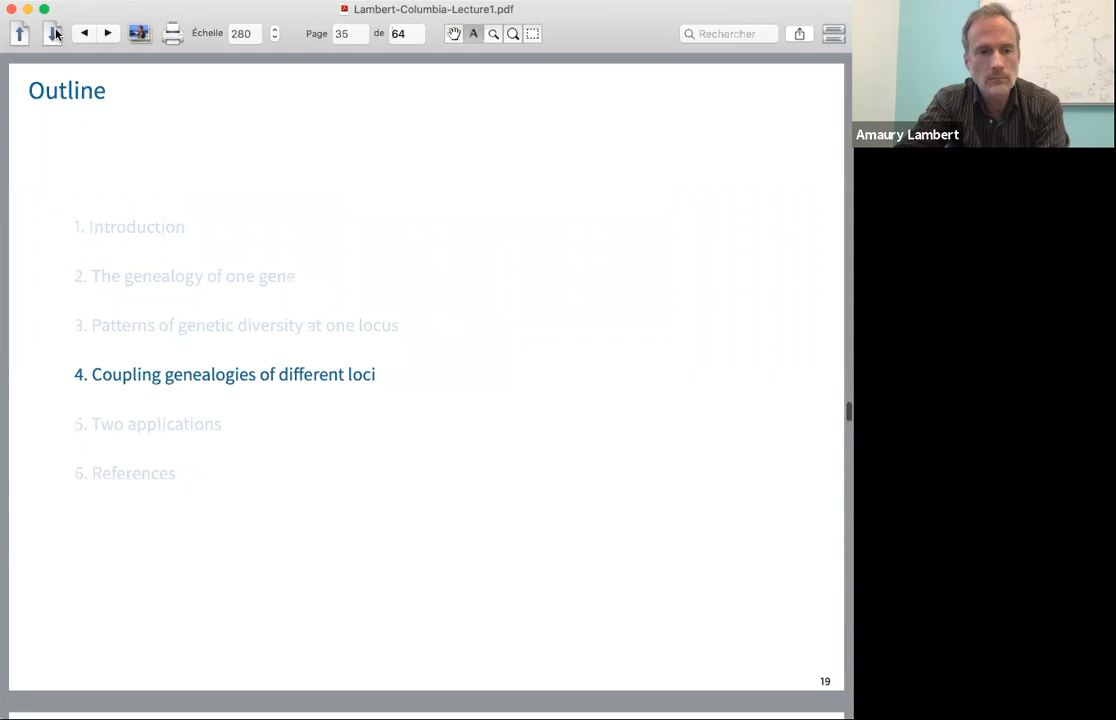 Lambert-Columbia-Lecture1.pdf
Échelle 280 Page 35 de 64 A Rechercher
Outline
1. Introduction
2. The genealogy of one gene
3. Patterns of genetic diversity at one locus
4. Coupling genealogies of different loci
5. Two applications
6. References
19
Amaury Lambert